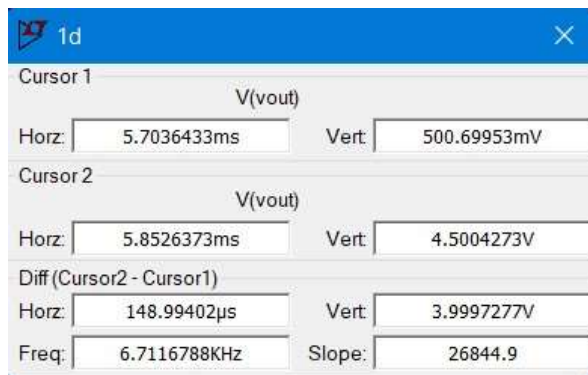 1d
Cursor 1
V(vout)
Horz: 5.7036433ms Vert: 500.69953mV
Cursor 2
V(vout)
Horz: 5.8526373ms Vert: 4.5004273V
Diff (Cursor2 - Cursor1)
Horz: 148.99402µs Vert: 3.9997277V
Freq: 6.7116788KHz Slope: 26844.9